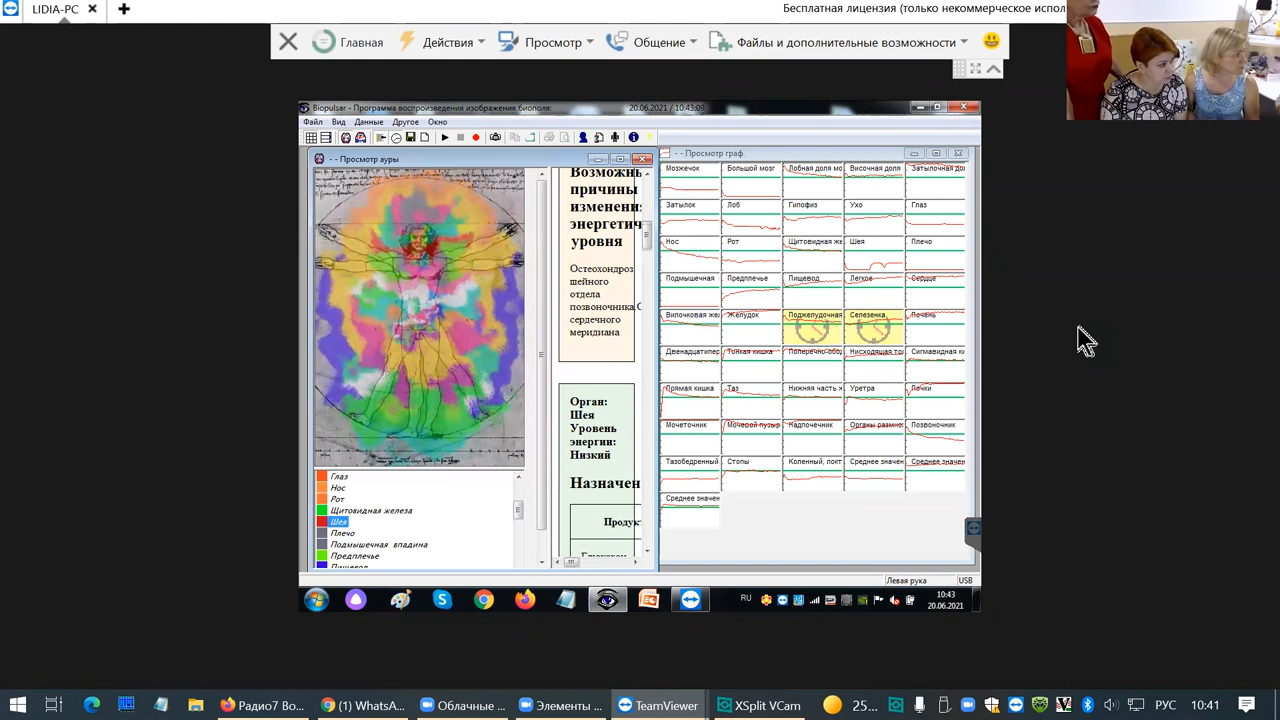 LIDIA-PC
Бесплатная лицензия (только некоммерческое испол
Главная
Действия
Просмотр
Общение
Файлы и дополнительные возможности
Biopulsar - Программа воспроизведения изображения биополя:
20.06.2021 / 10:43:09
Файл Вид Данные Другое Окно
- - Просмотр ауры
Возможны
причины
изменени
энергетич
уровня
Остеохондроз
шейного
отдела
позвоночника.С
сердечного
меридиана
Орган:
Шея
Уровень
энергии:
Низкий
Назначен
Продук
Глаз
Нос
Рот
Щитовидная железа
Шея
Плечо
Подмышечная впадина
Предплечье
Пищевод
- - Просмотр граф.
Мозжечок Большой мозг Лобная доля мо Височная доля Затылочная до
Затылок Лоб Гипофиз Ухо Глаз
Нос Рот Щитовидная же Шея Плечо
Подмышечная Предплечье Пищевод Легкое Сердце
Вилочковая же Желудок Поджелудочная Селезенка Печень
Двенадцатипер Тонкая кишка Поперечно-обо Нисходящая то Сигмавидная ки
Прямая кишка Таз Нижняя часть ж Уретра Почки
Мочеточник Мочевой пузыр Надпочечник Органы размно Позвоночник
Тазобедренный Стопы Коленный, локт Среднее значен Среднее значен
Среднее значен
Левая рука USB
RU
10:43
20.06.2021
Радио7 Во...
(1) WhatsA...
Облачные ...
Элементы ...
TeamViewer
XSplit VCam
25...
РУС
10:41